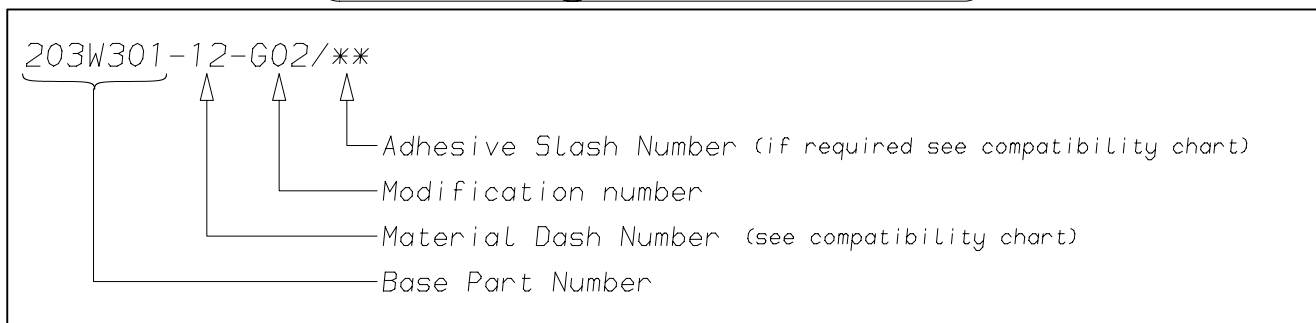 203W301-12-G02/**
Adhesive Slash Number (if required see compatibility chart)
Modification number
Material Dash Number (see compatibility chart)
Base Part Number